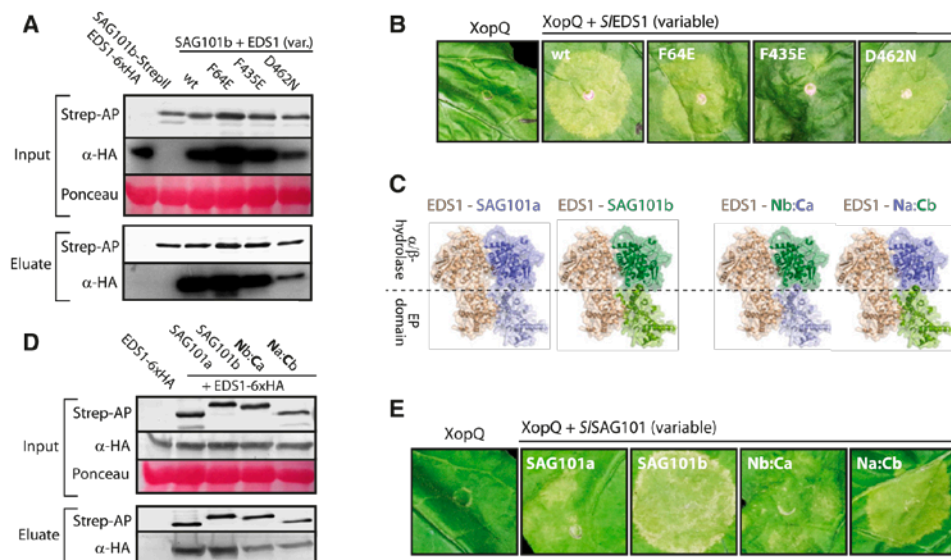 A
SAG101b-StrepII
EDS1-6xHA
SAG101b + EDS1 (var.)
wt
F64E
F435E
D462N
Input
Strep-AP
α-HA
Ponceau
Eluate
Strep-AP
α-HA
B
XopQ
XopQ + SlEDS1 (variable)
wt
F64E
F435E
D462N
C
EDS1 - SAG101a
EDS1 - SAG101b
EDS1 - Nb:Ca
EDS1 - Na:Cb
α/β-
hydrolase
EP
domain
D
EDS1-6xHA
SAG101a
SAG101b
Nb:Ca
Na:Cb
+ EDS1-6xHA
Input
Strep-AP
α-HA
Ponceau
Eluate
Strep-AP
α-HA
E
XopQ
XopQ + SlSAG101 (variable)
SAG101a
SAG101b
Nb:Ca
Na:Cb